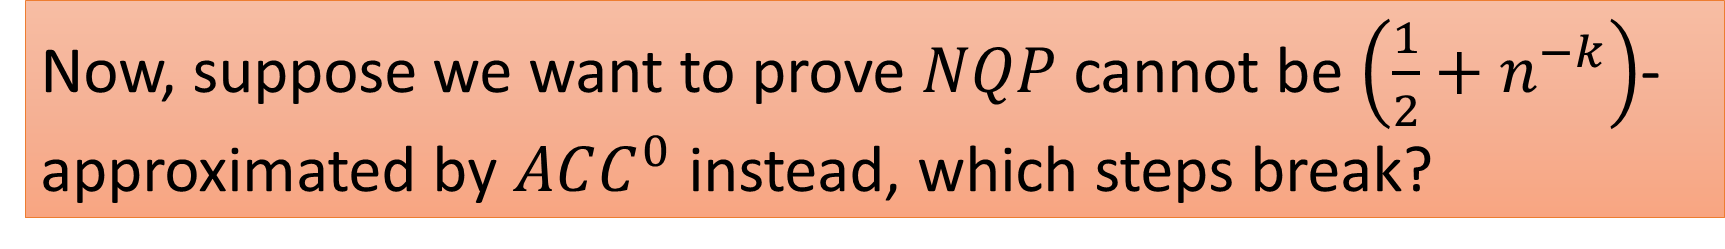 Now, suppose we want to prove NQP cannot be (1/2 + n^{-k})-
approximated by ACC^0 instead, which steps break?